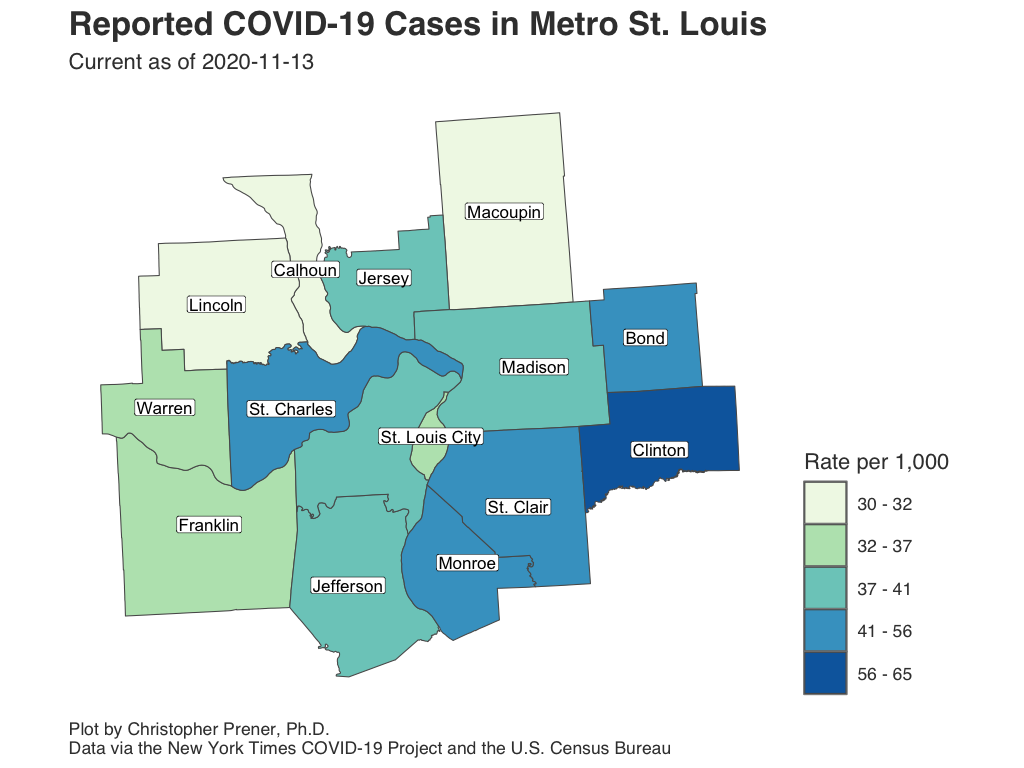 Reported COVID-19 Cases in Metro St. Louis
Current as of 2020-11-13
Macoupin
Calhoun
Jersey
Lincoln
Bond
Madison
Warren
St. Charles
St. Louis City
Clinton
St. Clair
Franklin
Monroe
Jefferson
Rate per 1,000
30 - 32
32 - 37
37 - 41
41 - 56
56 - 65
Plot by Christopher Prener, Ph.D.
Data via the New York Times COVID-19 Project and the U.S. Census Bureau